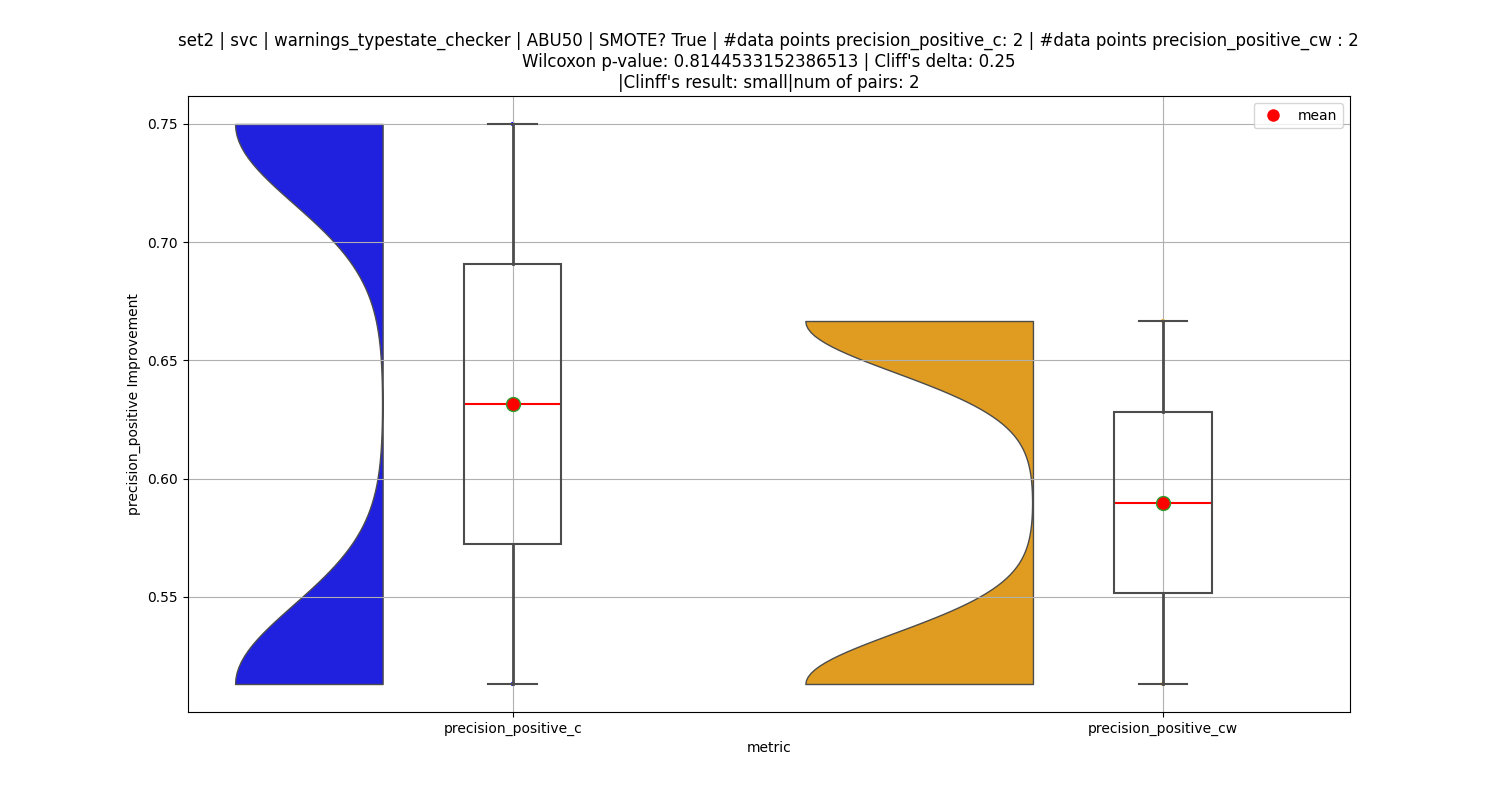 set2 | svc | warnings_typestate_checker | ABU50 | SMOTE? True | #data points precision_positive_c: 2 | #data points precision_positive_cw : 2
Wilcoxon p-value: 0.8144533152386513 | Cliff's delta: 0.25
|Clinff's result: small|num of pairs: 2
mean
0.75
0.70
0.65
0.60
0.55
precision_positive Improvement
precision_positive_c
precision_positive_cw
metric